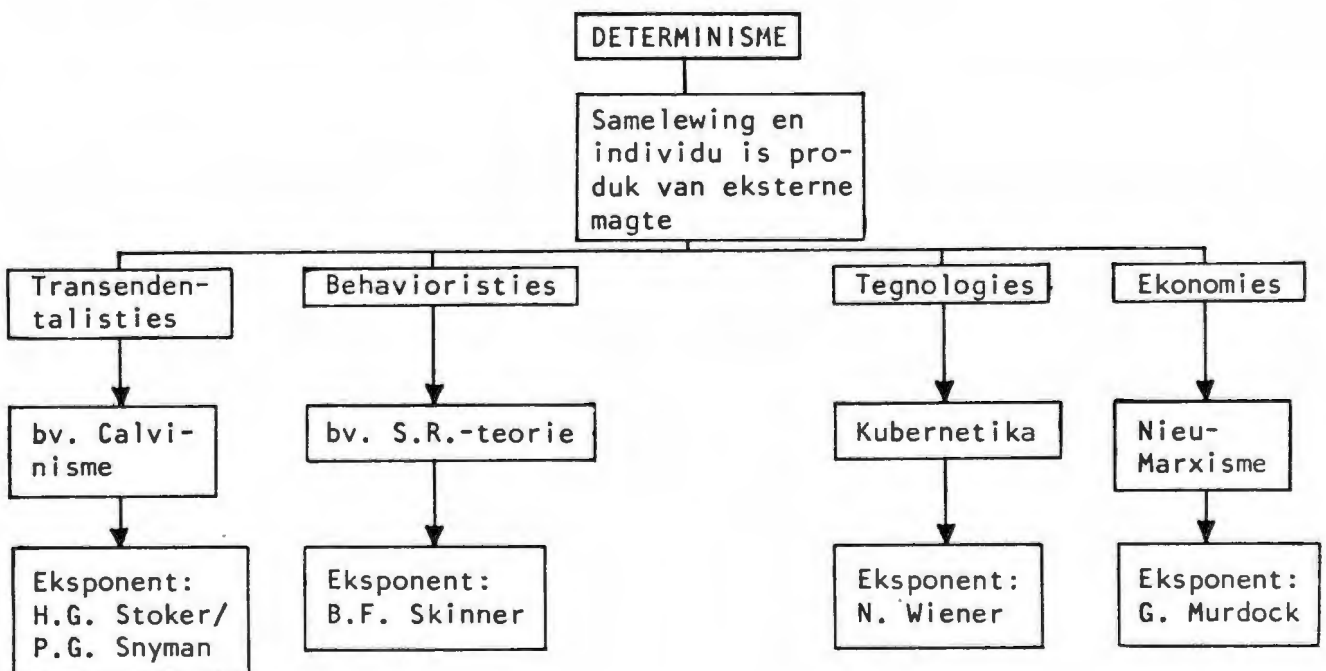 DETERMINISME
Samelewing en
individu is pro-
duk van eksterne
magte
Transenden-
talisties
Behavioristies
Tegnologies
Ekonomies
bv. Calvi-
nisme
bv. S.R.-teorie
Kubernetika
Nieu-
Marxisme
Eksponent:
H.G. Stoker/
P.G. Snyman
Eksponent:
B.F. Skinner
Eksponent:
N. Wiener
Eksponent:
G. Murdock